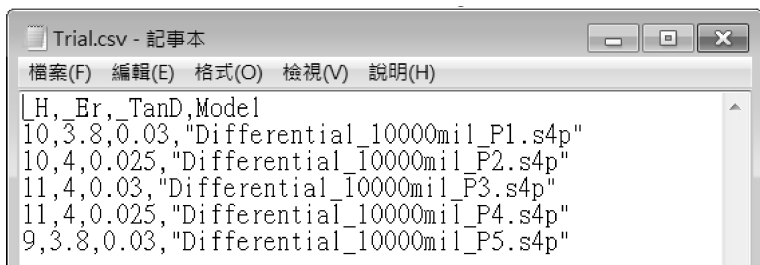 Trial.csv - 記事本
檔案(F) 編輯(E) 格式(O) 檢視(V) 說明(H)
_H,_Er,_TanD,Model
10,3.8,0.03,"Differential_10000mil_P1.s4p"
10,4,0.025,"Differential_10000mil_P2.s4p"
11,4,0.03,"Differential_10000mil_P3.s4p"
11,4,0.025,"Differential_10000mil_P4.s4p"
9,3.8,0.03,"Differential_10000mil_P5.s4p"